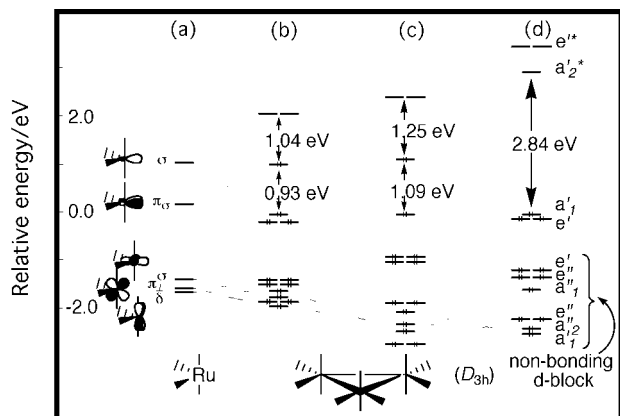 (a) (b) (c) (d)
Relative energy/eV
2.0
0.0
-2.0
σ
πσ
πσ
π⊥
δ
1.04 eV
0.93 eV
1.25 eV
1.09 eV
2.84 eV
e'*
a'2*
a'1
e'
e'
e"
a"1
e"
a"2
a'1
non-bonding
d-block
Ru
(D3h)